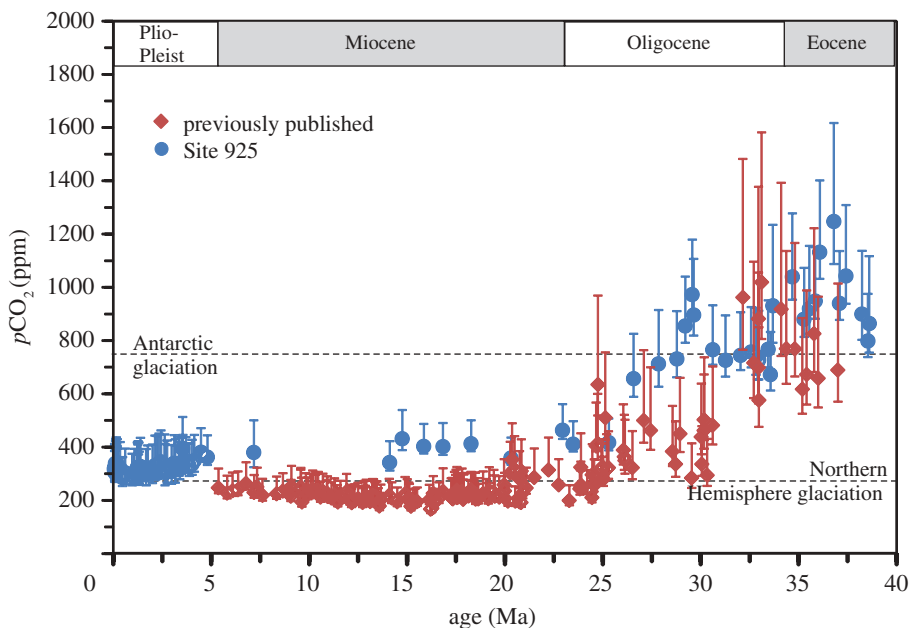 2000
1800
1600
1400
1200
1000
800
600
400
200
pCO2 (ppm)
Plio-
Pleist
Miocene
Oligocene
Eocene
previously published
Site 925
Antarctic
glaciation
Northern
Hemisphere glaciation
0 5 10 15 20 25 30 35 40
age (Ma)